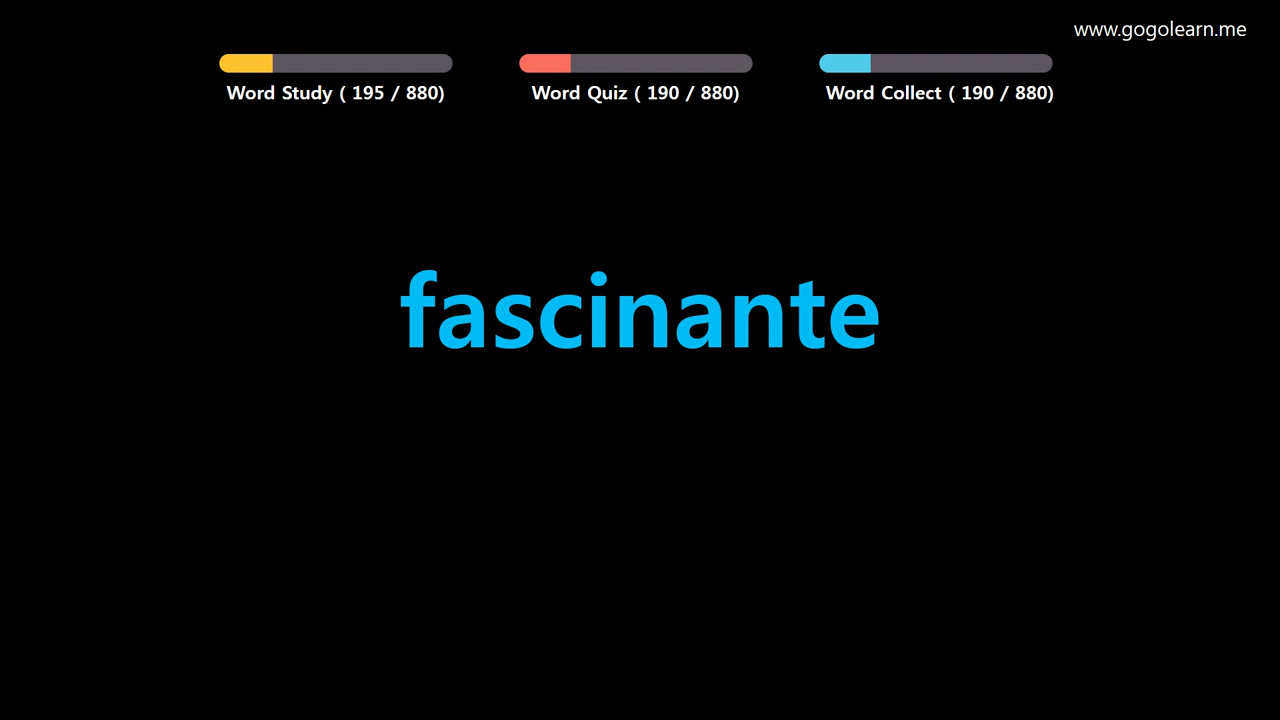 www.gogolearn.me
Word Study ( 195 / 880)
Word Quiz ( 190 / 880)
Word Collect ( 190 / 880)
fascinante